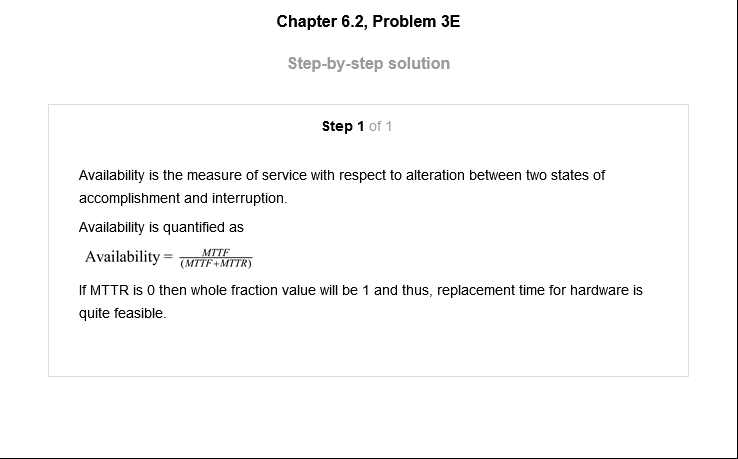 Chapter 6.2, Problem 3E
Step-by-step solution
Step 1 of 1
Availability is the measure of service with respect to alteration between two states of
accomplishment and interruption.
Availability is quantified as
Availability = MTTF / (MTTF+MTTR)
If MTTR is 0 then whole fraction value will be 1 and thus, replacement time for hardware is
quite feasible.